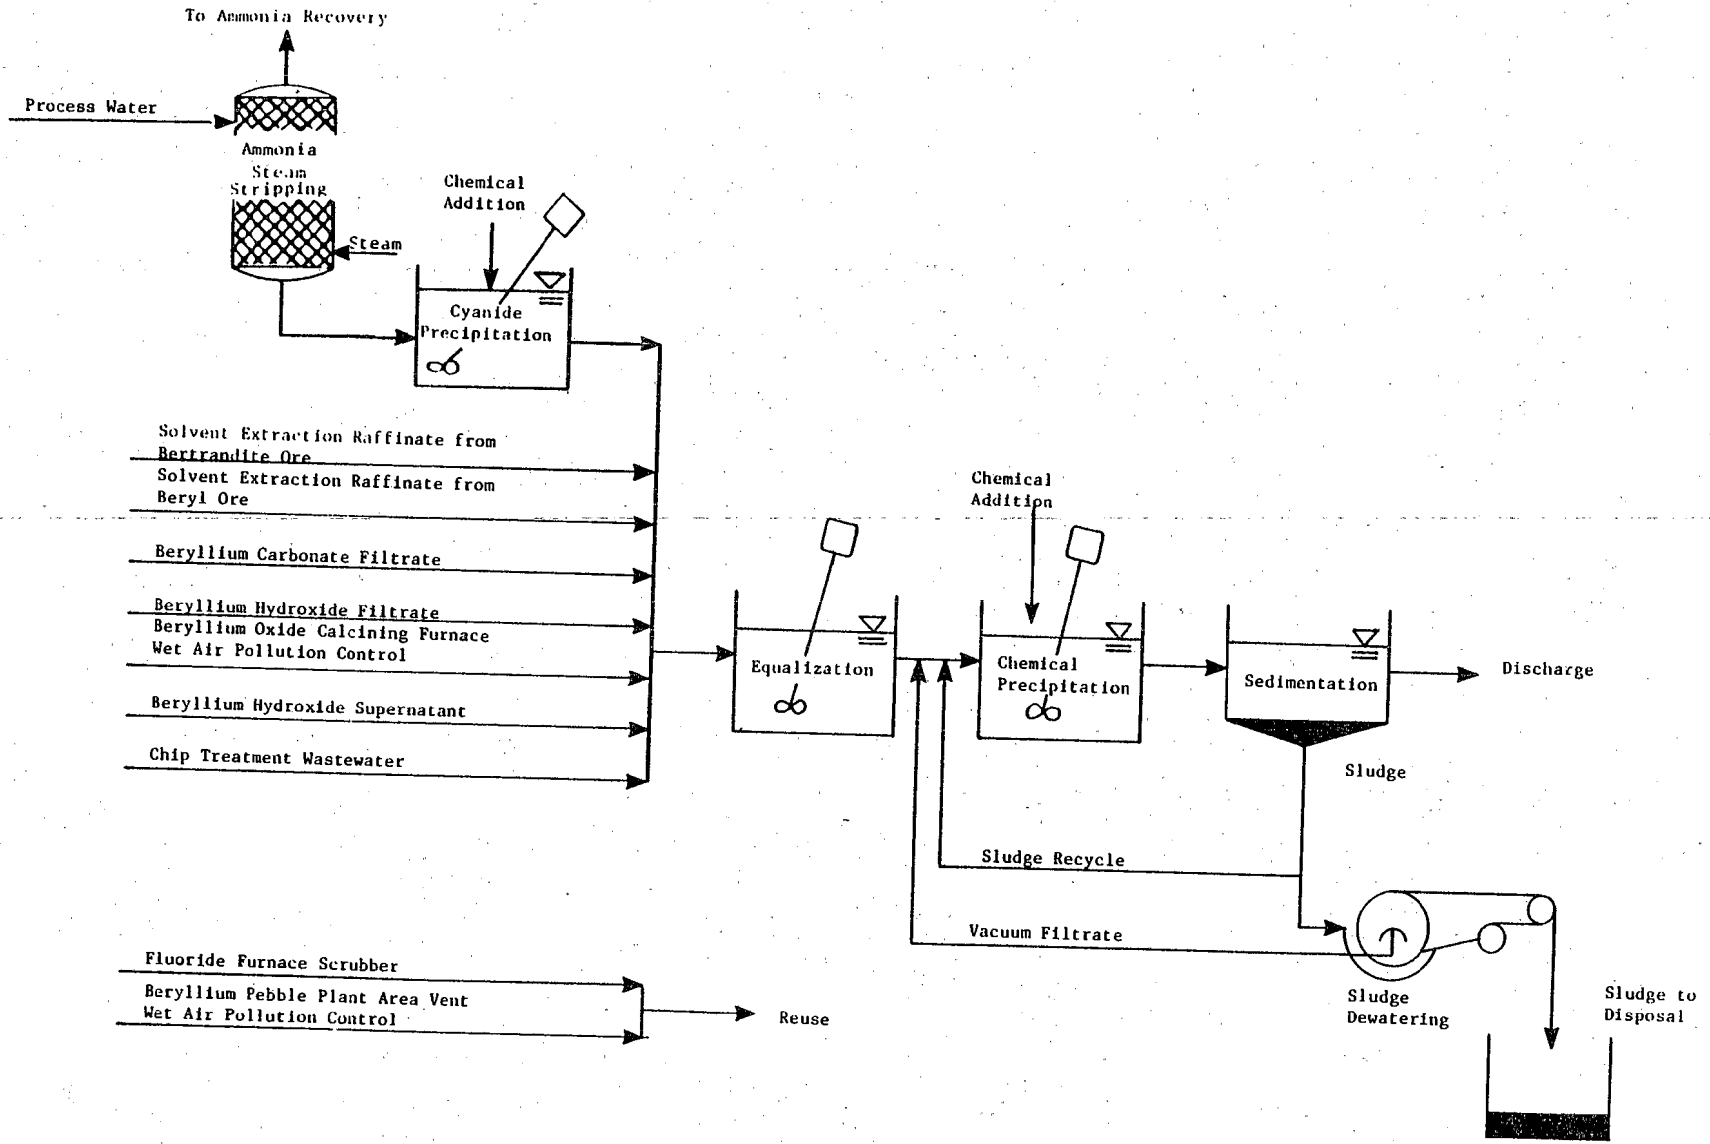 To Ammonia Recovery
Process Water
Ammonia
Steam
Stripping
Steam
Chemical
Addition
Cyanide
Precipitation
Solvent Extraction Raffinate from
Bertrandite Ore
Solvent Extraction Raffinate from
Beryl Ore
Beryllium Carbonate Filtrate
Beryllium Hydroxide Filtrate
Beryllium Oxide Calcining Furnace
Wet Air Pollution Control
Beryllium Hydroxide Supernatant
Chip Treatment Wastewater
Equalization
Chemical
Addition
Chemical
Precipitation
Sedimentation
Discharge
Sludge
Sludge Recycle
Vacuum Filtrate
Sludge
Dewatering
Sludge to
Disposal
Fluoride Furnace Scrubber
Beryllium Pebble Plant Area Vent
Wet Air Pollution Control
Reuse